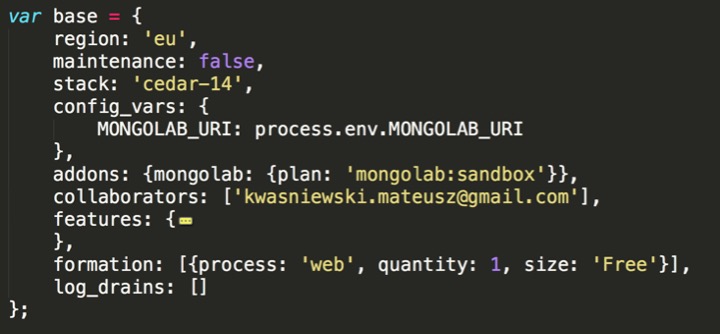 var base = {
    region: 'eu',
    maintenance: false,
    stack: 'cedar-14',
    config_vars: {
        MONGOLAB_URI: process.env.MONGOLAB_URI
    },
    addons: {mongolab: {plan: 'mongolab:sandbox'}},
    collaborators: ['kwasniewski.mateusz@gmail.com'],
    features: {…
    },
    formation: [{process: 'web', quantity: 1, size: 'Free'}],
    log_drains: []
};